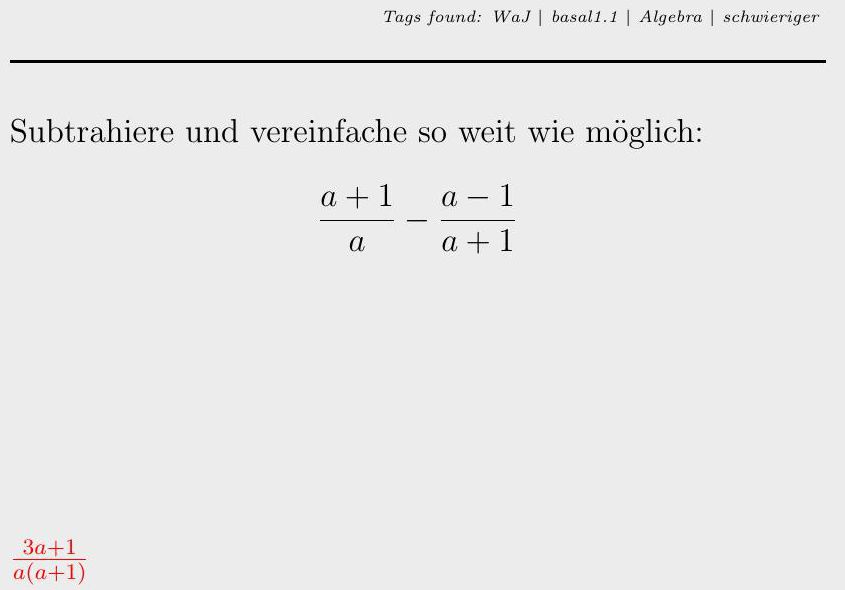 Tags found: WaJ | basal1.1 | Algebra | schwieriger
Subtrahiere und vereinfache so weit wie möglich:
\frac{a+1}{a} - \frac{a-1}{a+1}
\frac{3a+1}{a(a+1)}